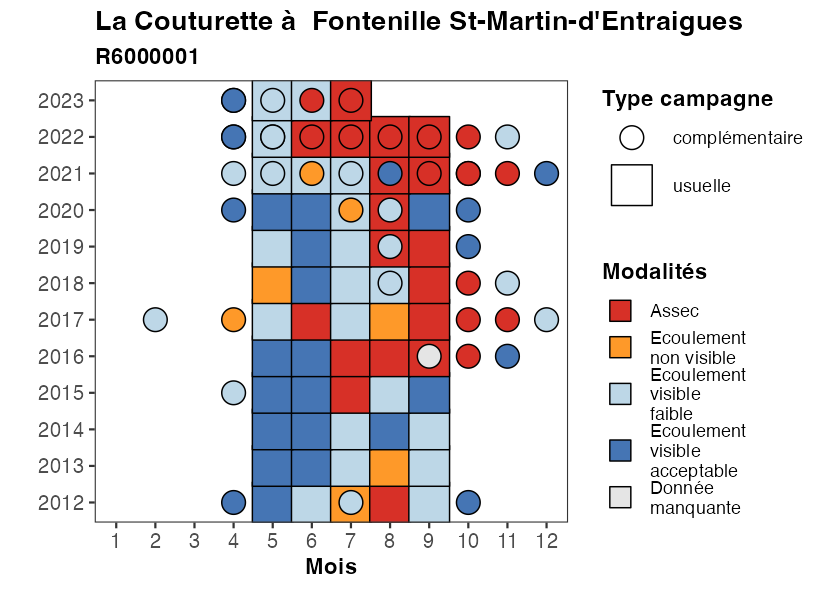 La Couturette à  Fontenille St-Martin-d'Entraigues
R6000001
2023
2022
2021
2020
2019
2018
2017
2016
2015
2014
2013
2012
1 2 3 4 5 6 7 8 9 10 11 12
Mois
Type campagne
complémentaire
usuelle
Modalités
Assec
Ecoulement
non visible
Ecoulement
visible
faible
Ecoulement
visible
acceptable
Donnée
manquante